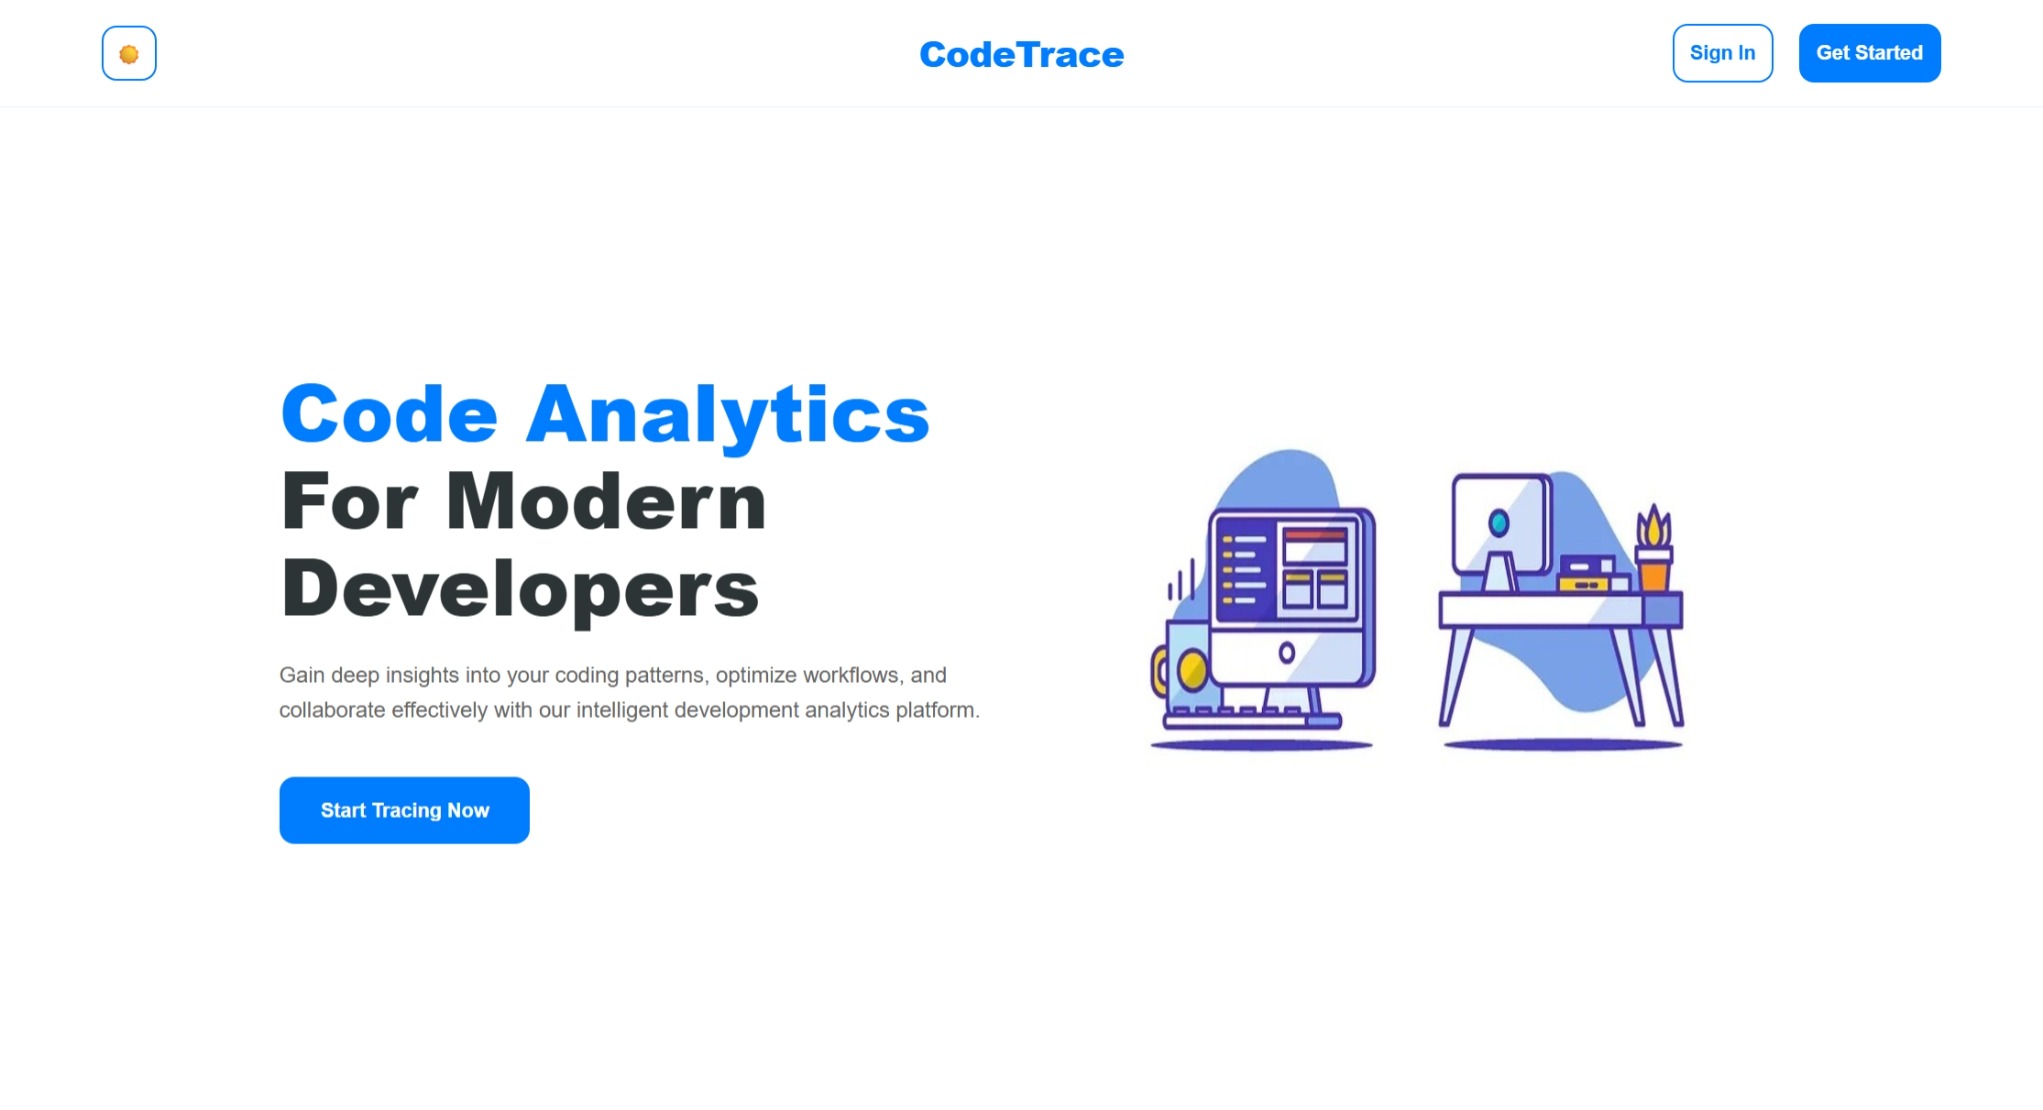 CodeTrace
Sign In
Get Started
Code Analytics
For Modern
Developers
Gain deep insights into your coding patterns, optimize workflows, and
collaborate effectively with our intelligent development analytics platform.
Start Tracing Now